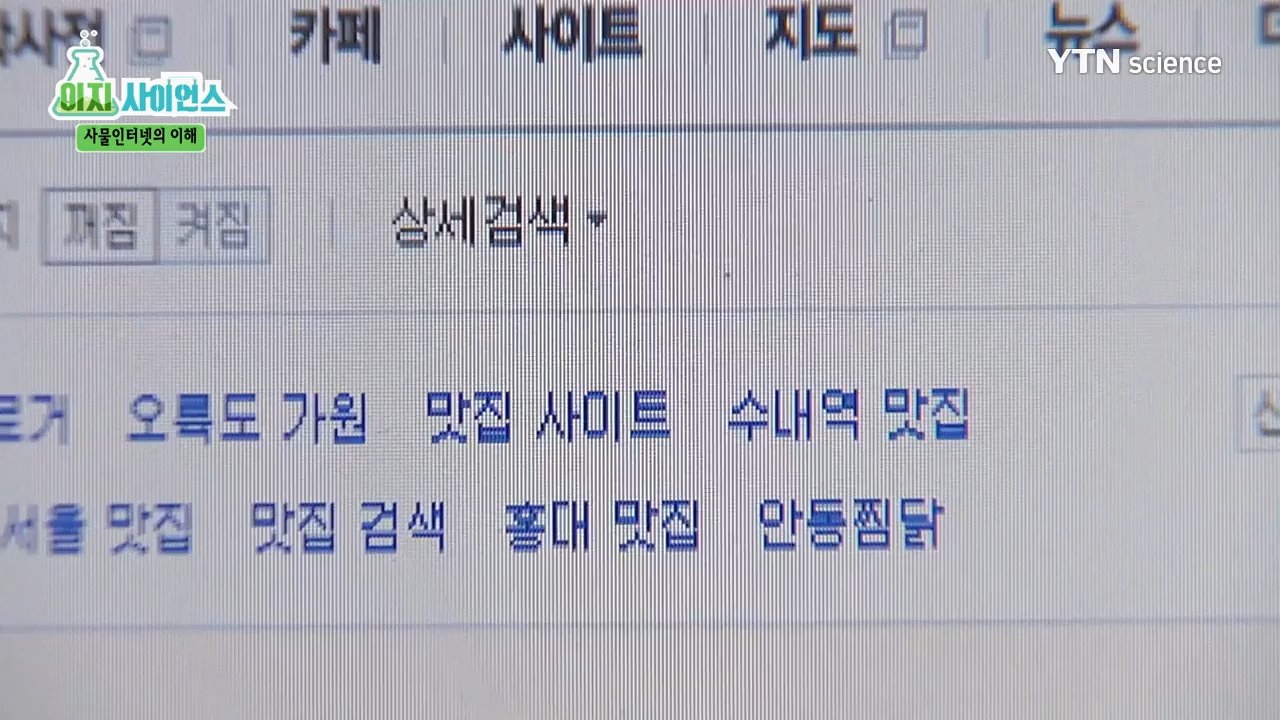 카페 사이트 지도 뉴스
YTN science
이지 사이언스
사물인터넷의 이해
꺼짐 켜짐 상세검색
오륙도 가원 맛집 사이트 수내역 맛집
서울 맛집 맛집 검색 홍대 맛집 안동찜닭